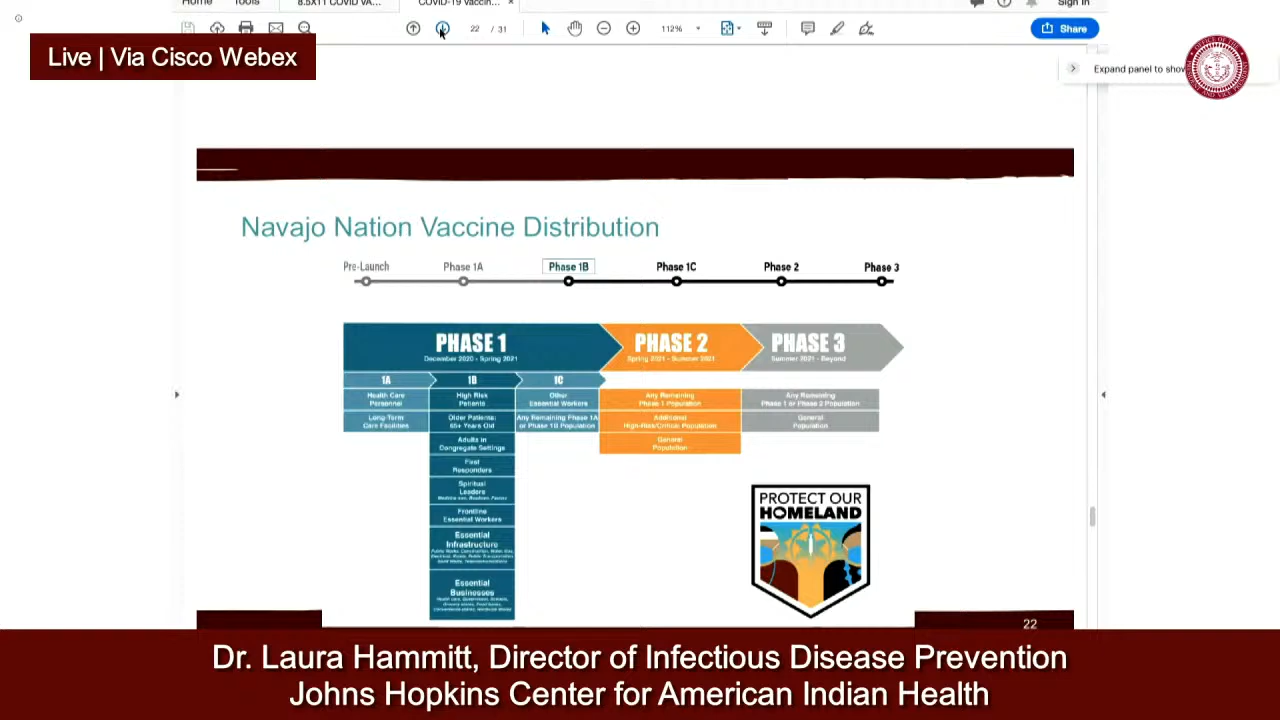 Home Tools 8.5X11 COVID VA... COVID-19 Vaccin... ×
Sign In
22 / 31
112%
Share
Live | Via Cisco Webex
Expand panel to show
Navajo Nation Vaccine Distribution
Pre-Launch Phase 1A Phase 1B Phase 1C Phase 2 Phase 3
PHASE 1 PHASE 2 PHASE 3
December 2020 - Spring 2021 Spring 2021 - Summer 2021 Summer 2021 - Beyond
1A 1B 1C
Health Care
Personnel
Long-Term
Care Facilities
High Risk
Patients
Older Patients:
65+ Years Old
Adults in
Congregate Settings
First
Responders
Spiritual
Leaders
Frontline
Essential Workers
Essential
Infrastructure
Essential
Businesses
Other
Essential Workers
Any Remaining Phase 1A
or Phase 1B Population
Any Remaining
Phase 1 Population
Additional
High-Risk/Critical Population
General
Population
Any Remaining
Phase 1 or Phase 2 Population
General
Population
PROTECT OUR
HOMELAND
22
Dr. Laura Hammitt, Director of Infectious Disease Prevention
Johns Hopkins Center for American Indian Health